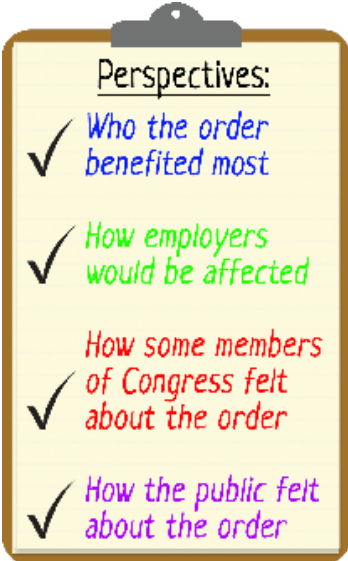 Perspectives:
Who the order
benefited most
How employers
would be affected
How some members
of Congress felt
about the order
How the public felt
about the order